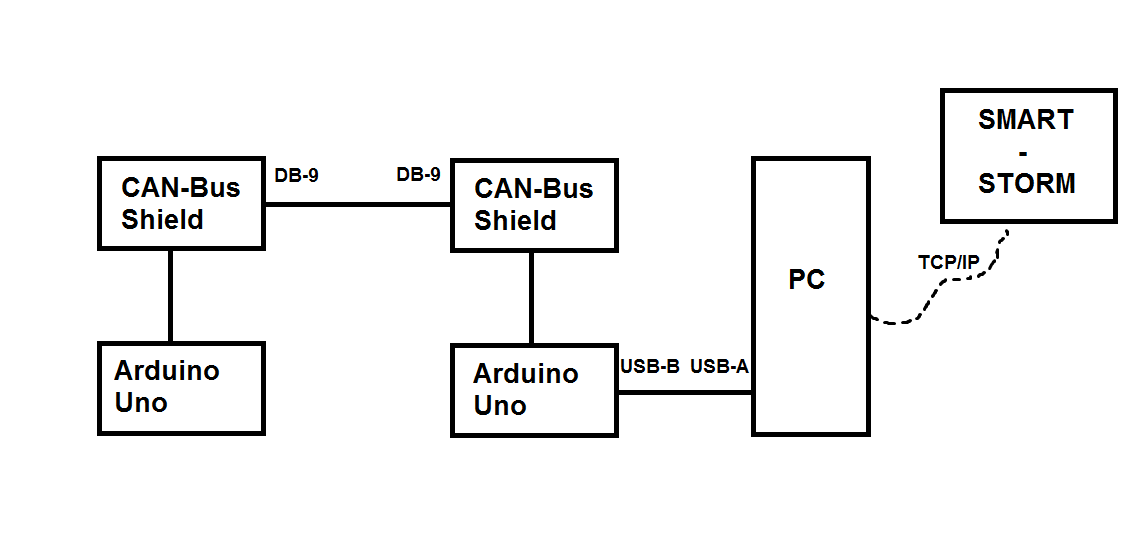 SMART
-
STORM
DB-9
DB-9
CAN-Bus
Shield
CAN-Bus
Shield
TCP/IP
PC
Arduino
Uno
Arduino
Uno
USB-B USB-A